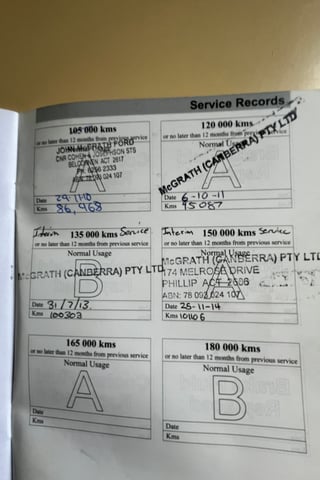 Service Records
105 000 kms
or no later than 12 months from previous service
JOHN McGRATH FORD
CNR COHEN & JOSEPHSON STS
BELCONNEN ACT 2617
PH: 6256 2333
A
Date
Kms 86,968
120 000 kms
or no later than 12 months from previous service
Normal Usage
McGRATH (CANBERRA) PTY LTD
A
Date 6-10-11
Kms 95087
Interim Service
135 000 kms
or no later than 12 months from previous service
Normal Usage
McGRATH (CANBERRA) PTY LTD
B
Date 31/7/13.
Kms 100303
Interim Service
150 000 kms
or no later than 12 months from previous service
Normal Usage
McGRATH (CANBERRA) PTY LTD
174 MELROSE DRIVE
PHILLIP ACT 2606
ABN: 78 093 024 107
Date 25-11-14
Kms 101106
165 000 kms
or no later than 12 months from previous service
Normal Usage
A
Date
Kms
180 000 kms
or no later than 12 months from previous service
Normal Usage
B
Date
Kms